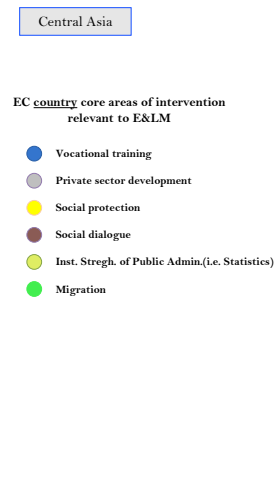 Central Asia
EC country core areas of intervention
relevant to E&LM
Vocational training
Private sector development
Social protection
Social dialogue
Inst. Stregh. of Public Admin.(i.e. Statistics)
Migration